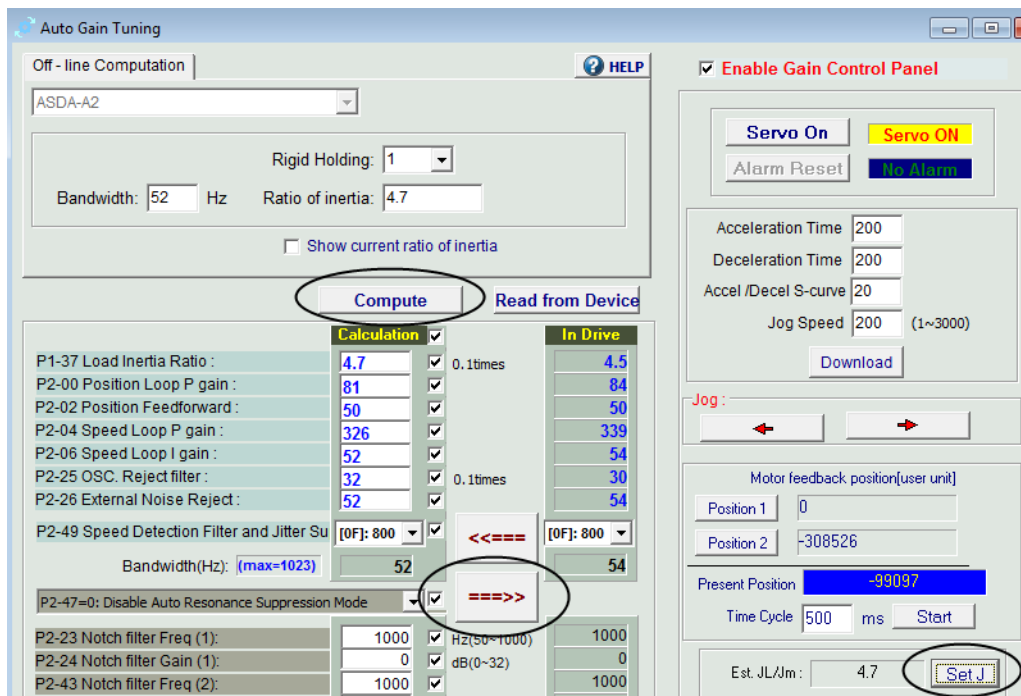 Auto Gain Tuning
Off - line Computation
HELP
ASDA-A2
Rigid Holding: 1
Bandwidth: 52 Hz Ratio of inertia: 4.7
Show current ratio of inertia
Compute Read from Device
Calculation In Drive
P1-37 Load Inertia Ratio : 4.7 0.1times 4.5
P2-00 Position Loop P gain : 81 84
P2-02 Position Feedforward : 50 50
P2-04 Speed Loop P gain : 326 339
P2-06 Speed Loop I gain : 52 54
P2-25 OSC. Reject filter : 32 0.1times 30
P2-26 External Noise Reject : 52 54
P2-49 Speed Detection Filter and Jitter Su [0F]: 800 <<=== [0F]: 800
Bandwidth(Hz): (max=1023) 52 54
P2-47=0: Disable Auto Resonance Suppression Mode ===>>
P2-23 Notch filter Freq (1): 1000 Hz(50~1000) 1000
P2-24 Notch filter Gain (1): 0 dB(0~32) 0
P2-43 Notch filter Freq (2): 1000 1000
Enable Gain Control Panel
Servo On Servo ON
Alarm Reset No Alarm
Acceleration Time 200
Deceleration Time 200
Accel /Decel S-curve 20
Jog Speed 200 (1~3000)
Download
Jog :
Motor feedback position[user unit]
Position 1 0
Position 2 -308526
Present Position -99097
Time Cycle 500 ms Start
Est. JL/Jm : 4.7 Set J